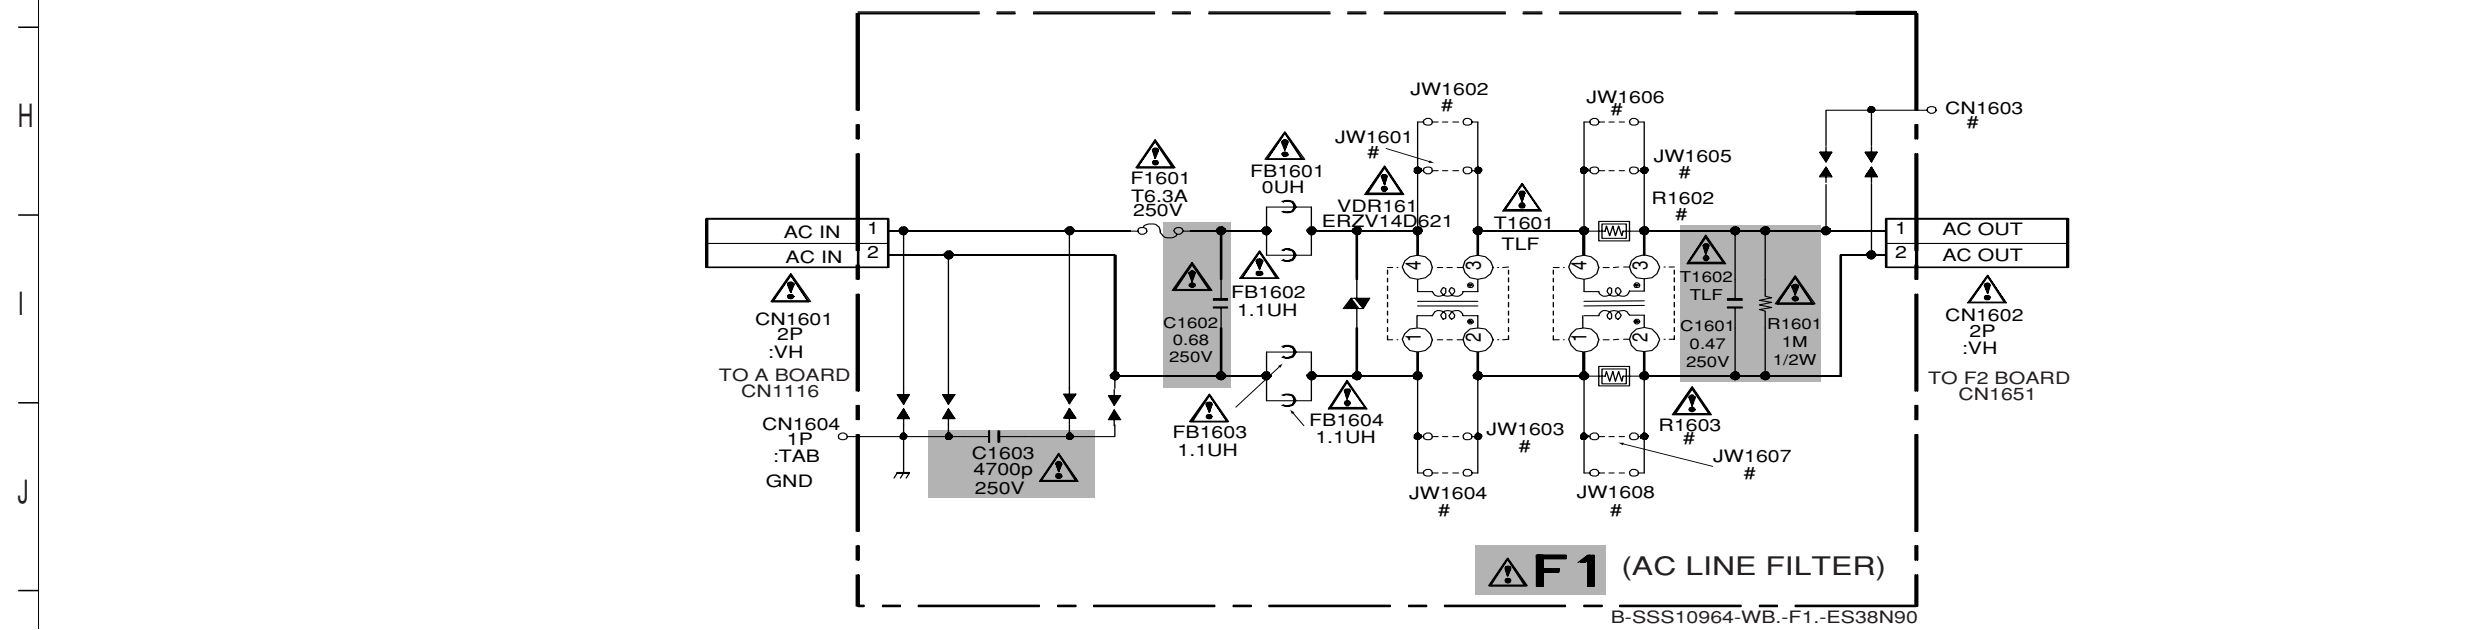 H
I
J
JW1602
#
JW1601
#
JW1606
#
JW1605
#
R1602
#
CN1603
#
F1601
T6.3A
250V
FB1601
0UH
VDR161
ERZV14D621
T1601
TLF
AC IN 1
AC IN 2
1 AC OUT
2 AC OUT
CN1601
2P
:VH
TO A BOARD
CN1116
C1602
0.68
250V
FB1602
1.1UH
4 3
1 2
4 3
1 2
T1602
TLF
C1601
0.47
250V
R1601
1M
1/2W
CN1602
2P
:VH
TO F2 BOARD
CN1651
CN1604
1P
:TAB
GND
C1603
4700p
250V
FB1603
1.1UH
FB1604
1.1UH
JW1603
#
JW1604
#
R1603
#
JW1607
#
JW1608
#
F1 (AC LINE FILTER)
B-SSS10964-WB.-F1.-ES38N90